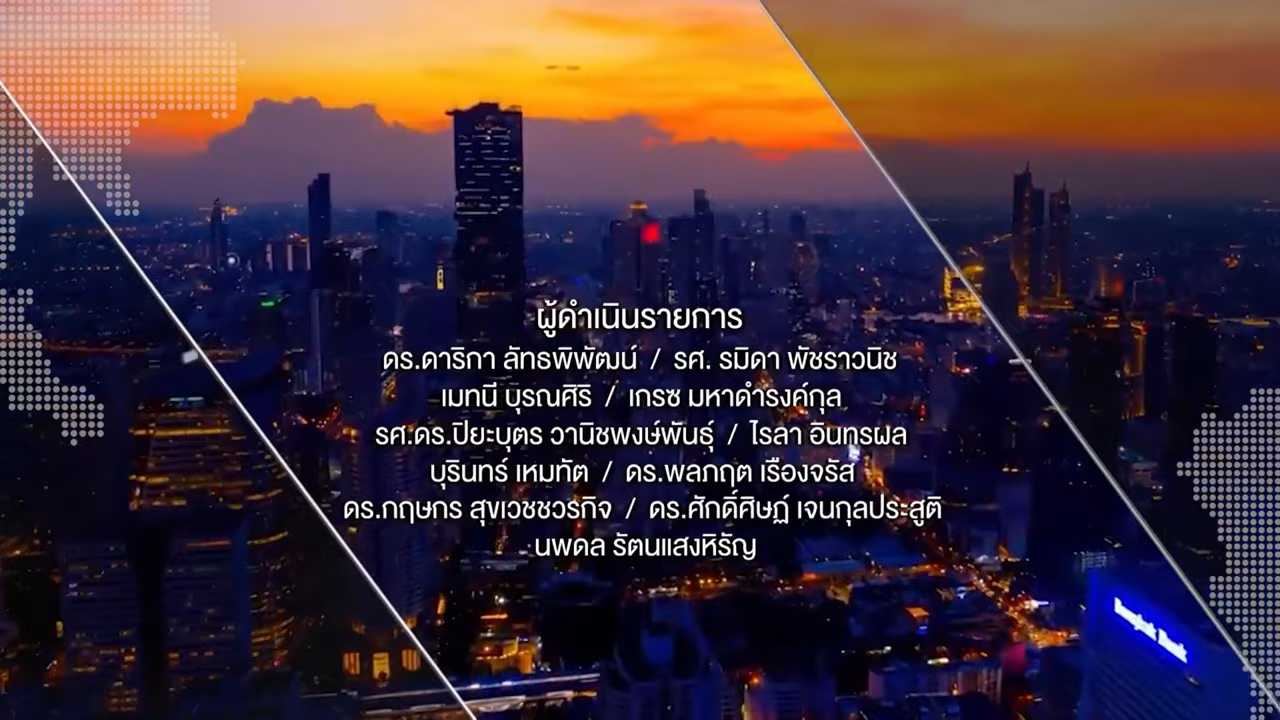 ผู้ดำเนินรายการ
ดร.ดาริกา ลัทธพิพัฒน์ / รศ. รมิดา พัชราวนิช
เมทนี บุรณศิริ / เกรซ มหาดำรงค์กุล
รศ.ดร.ปิยะบุตร วานิชพงษ์พันธุ์ / ไรลา อินทรผล
บุรินทร์ เหมทัต / ดร.พลภฤต เรืองจรัส
ดร.กฤษกร สุขเวชชวรกิจ / ดร.ศักดิ์ศิษฏ์ เจนกุลประสูติ
นพดล รัตนแสงหิรัญ
Bangkok Bank